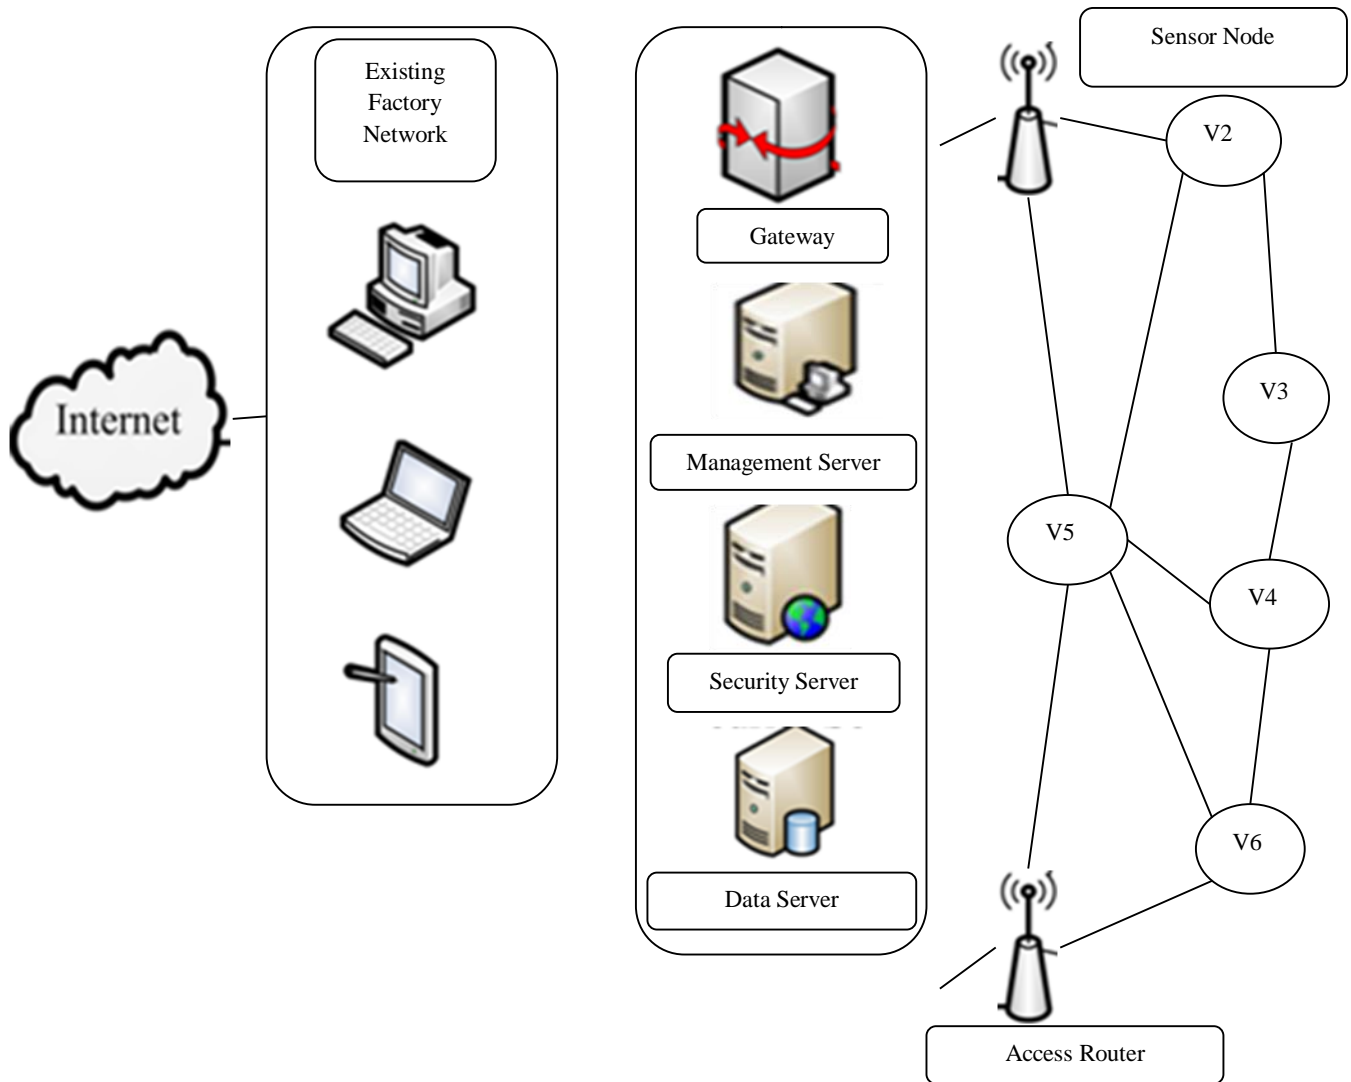 Existing
Factory
Network
Internet
Gateway
Management Server
Security Server
Data Server
Sensor Node
V2
V3
V5
V4
V6
Access Router